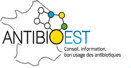 ANTIBIOEST
Conseil, information,
bon usage des antibiotiques